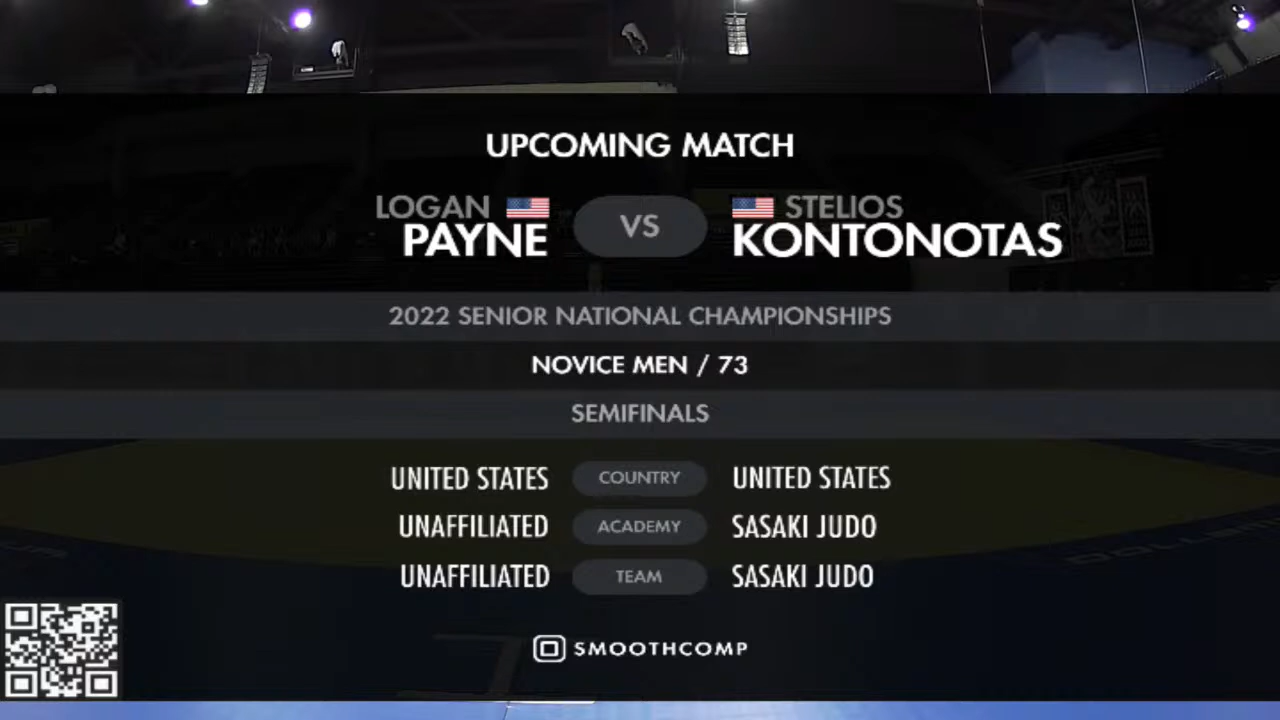 UPCOMING MATCH
LOGAN PAYNE VS STELIOS KONTONOTAS
2022 SENIOR NATIONAL CHAMPIONSHIPS
NOVICE MEN / 73
SEMIFINALS
UNITED STATES COUNTRY UNITED STATES
UNAFFILIATED ACADEMY SASAKI JUDO
UNAFFILIATED TEAM SASAKI JUDO
SMOOTHCOMP